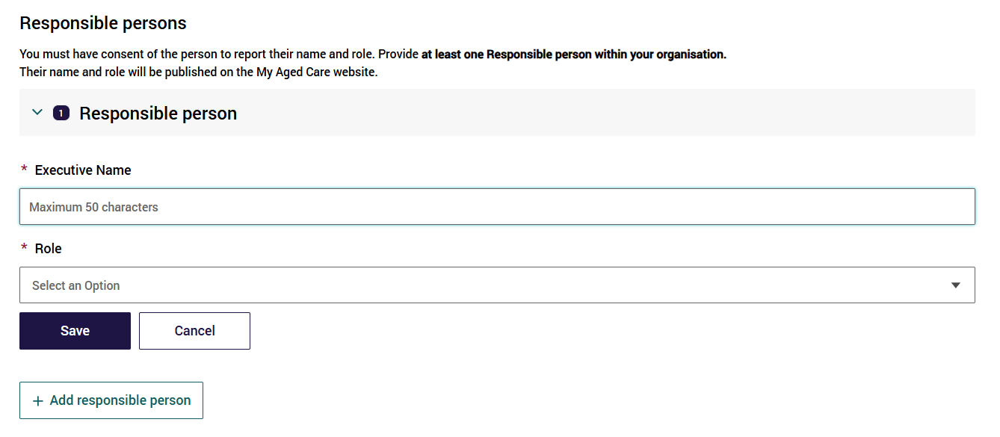 Responsible persons
You must have consent of the person to report their name and role. Provide at least one Responsible person within your organisation.
Their name and role will be published on the My Aged Care website.
1 Responsible person
* Executive Name
Maximum 50 characters
* Role
Select an Option
Save Cancel
+ Add responsible person